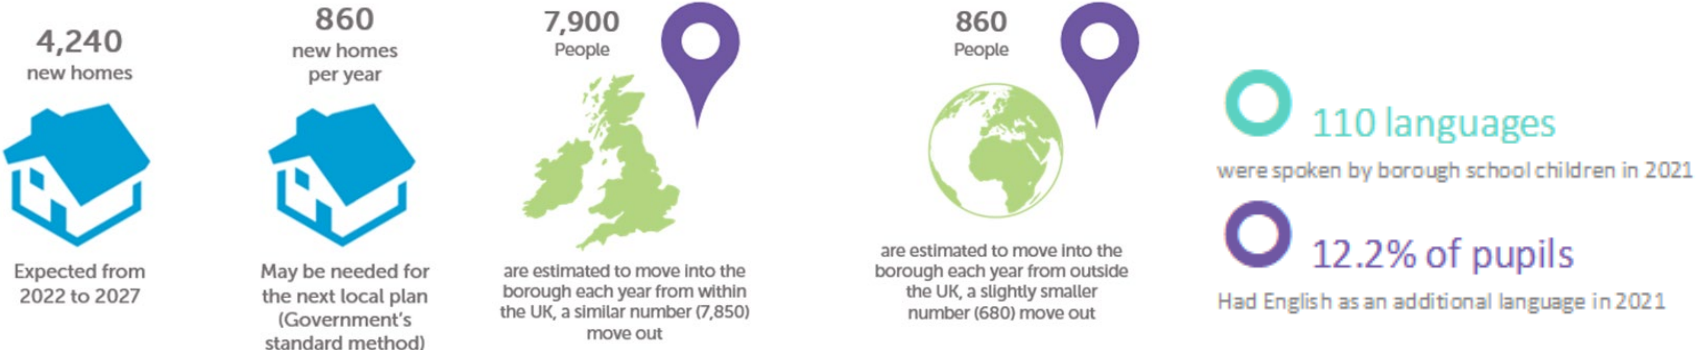 4,240
new homes
Expected from
2022 to 2027
860
new homes
per year
May be needed for
the next local plan
(Government's
standard method)
7,900
People
are estimated to move into the
borough each year from within
the UK, a similar number (7,850)
move out
860
People
are estimated to move into the
borough each year from outside
the UK, a slightly smaller
number (680) move out
110 languages
were spoken by borough school children in 2021
12.2% of pupils
Had English as an additional language in 2021